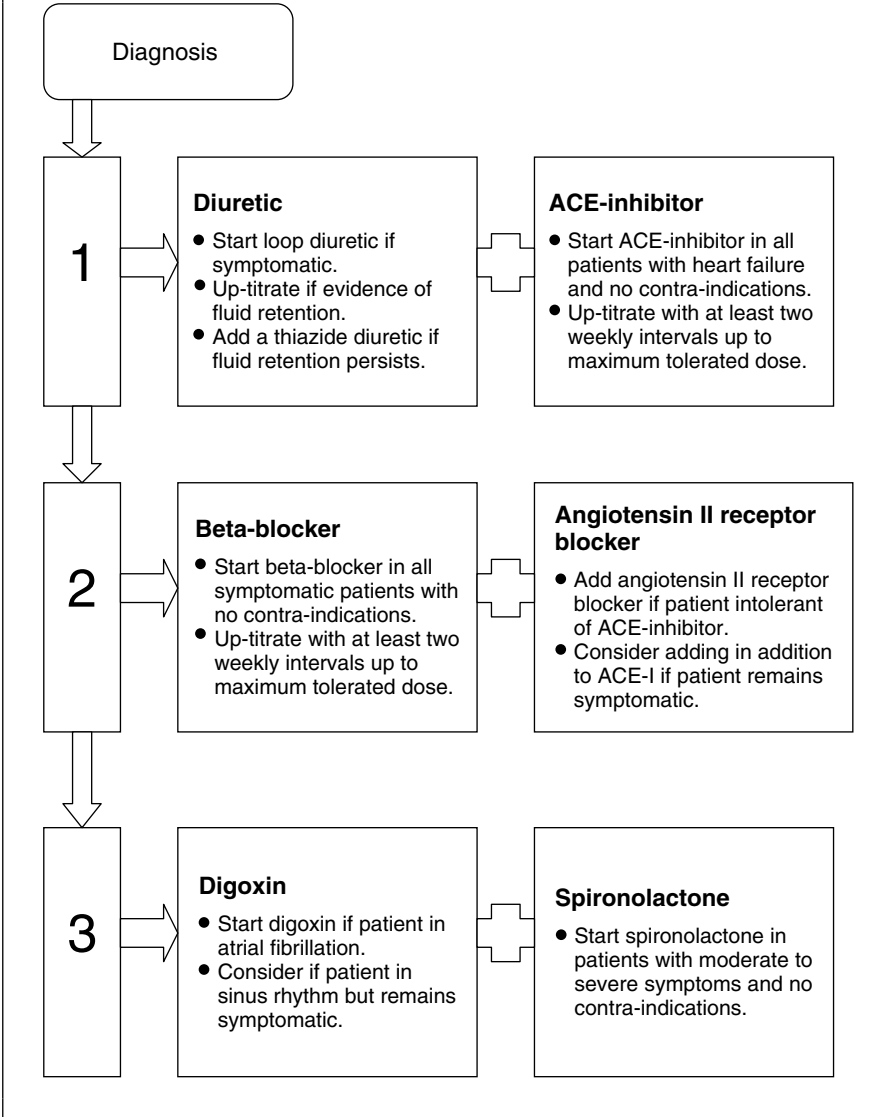 Diagnosis
1
Diuretic
● Start loop diuretic if
symptomatic.
● Up-titrate if evidence of
fluid retention.
● Add a thiazide diuretic if
fluid retention persists.
ACE-inhibitor
● Start ACE-inhibitor in all
patients with heart failure
and no contra-indications.
● Up-titrate with at least two
weekly intervals up to
maximum tolerated dose.
2
Beta-blocker
● Start beta-blocker in all
symptomatic patients with
no contra-indications.
● Up-titrate with at least two
weekly intervals up to
maximum tolerated dose.
Angiotensin II receptor
blocker
● Add angiotensin II receptor
blocker if patient intolerant
of ACE-inhibitor.
● Consider adding in addition
to ACE-I if patient remains
symptomatic.
3
Digoxin
● Start digoxin if patient in
atrial fibrillation.
● Consider if patient in
sinus rhythm but remains
symptomatic.
Spironolactone
● Start spironolactone in
patients with moderate to
severe symptoms and no
contra-indications.